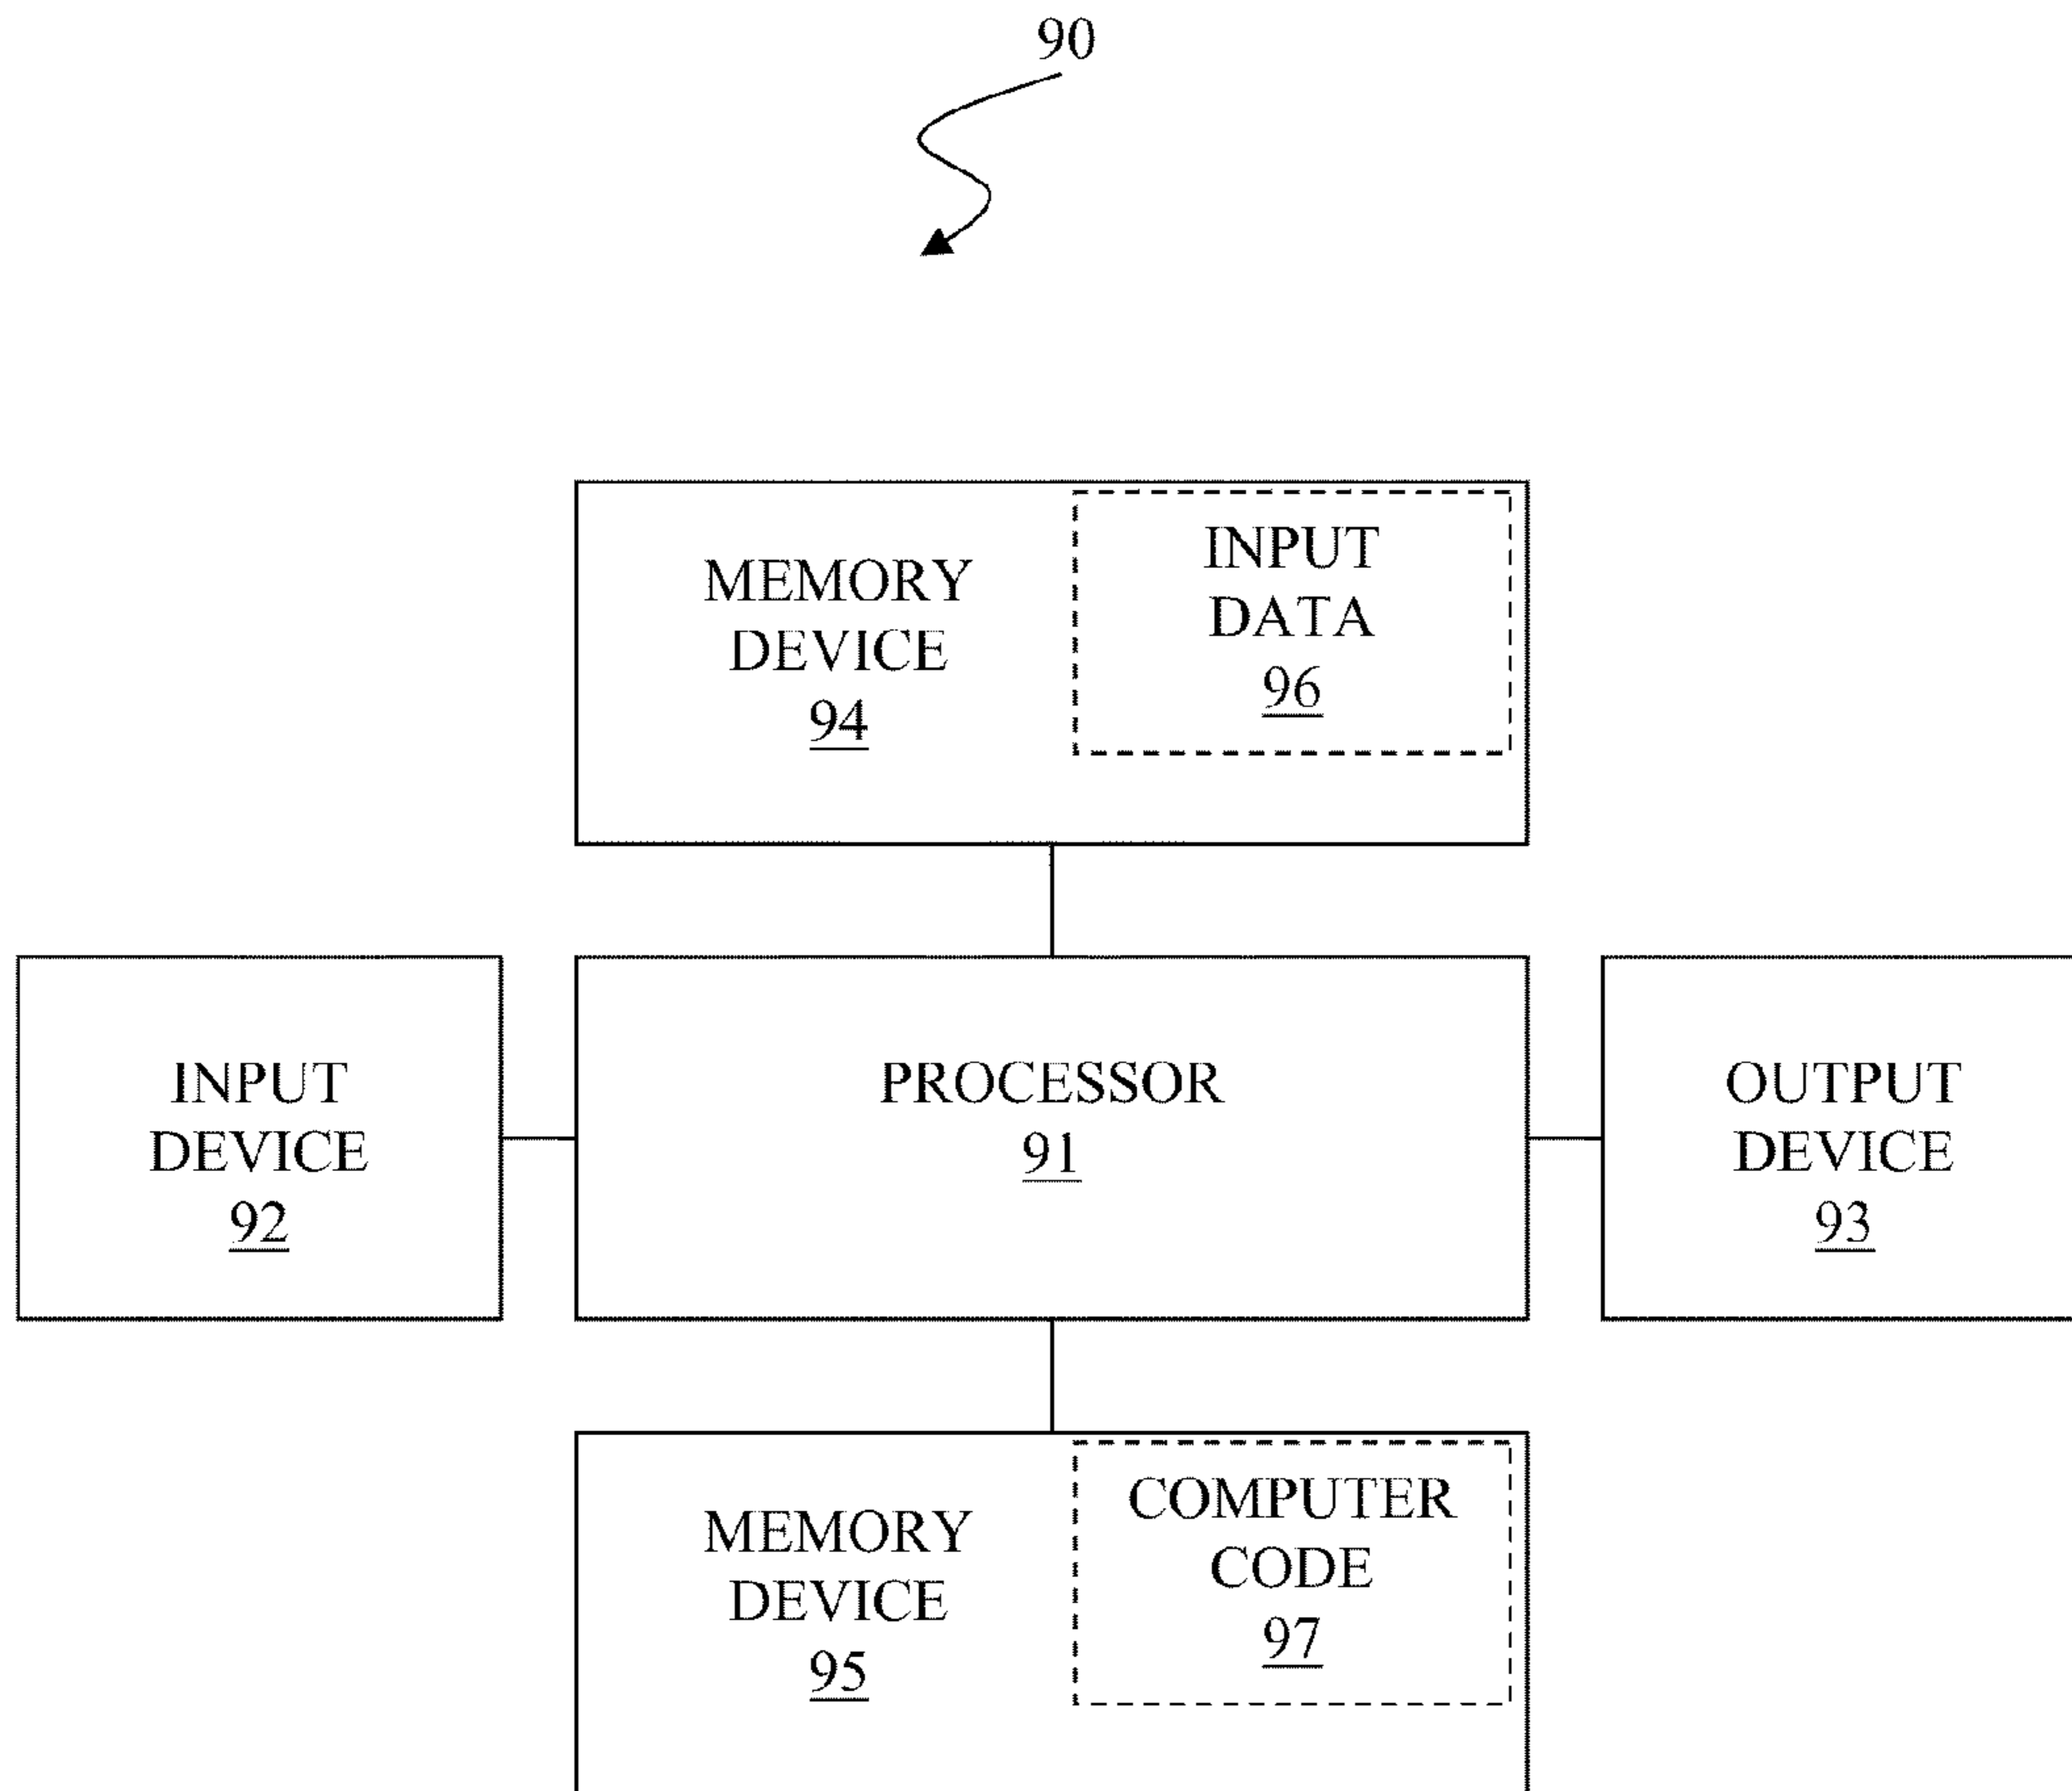 90
MEMORY
DEVICE
94
INPUT
DATA
96
INPUT
DEVICE
92
PROCESSOR
91
OUTPUT
DEVICE
93
MEMORY
DEVICE
95
COMPUTER
CODE
97